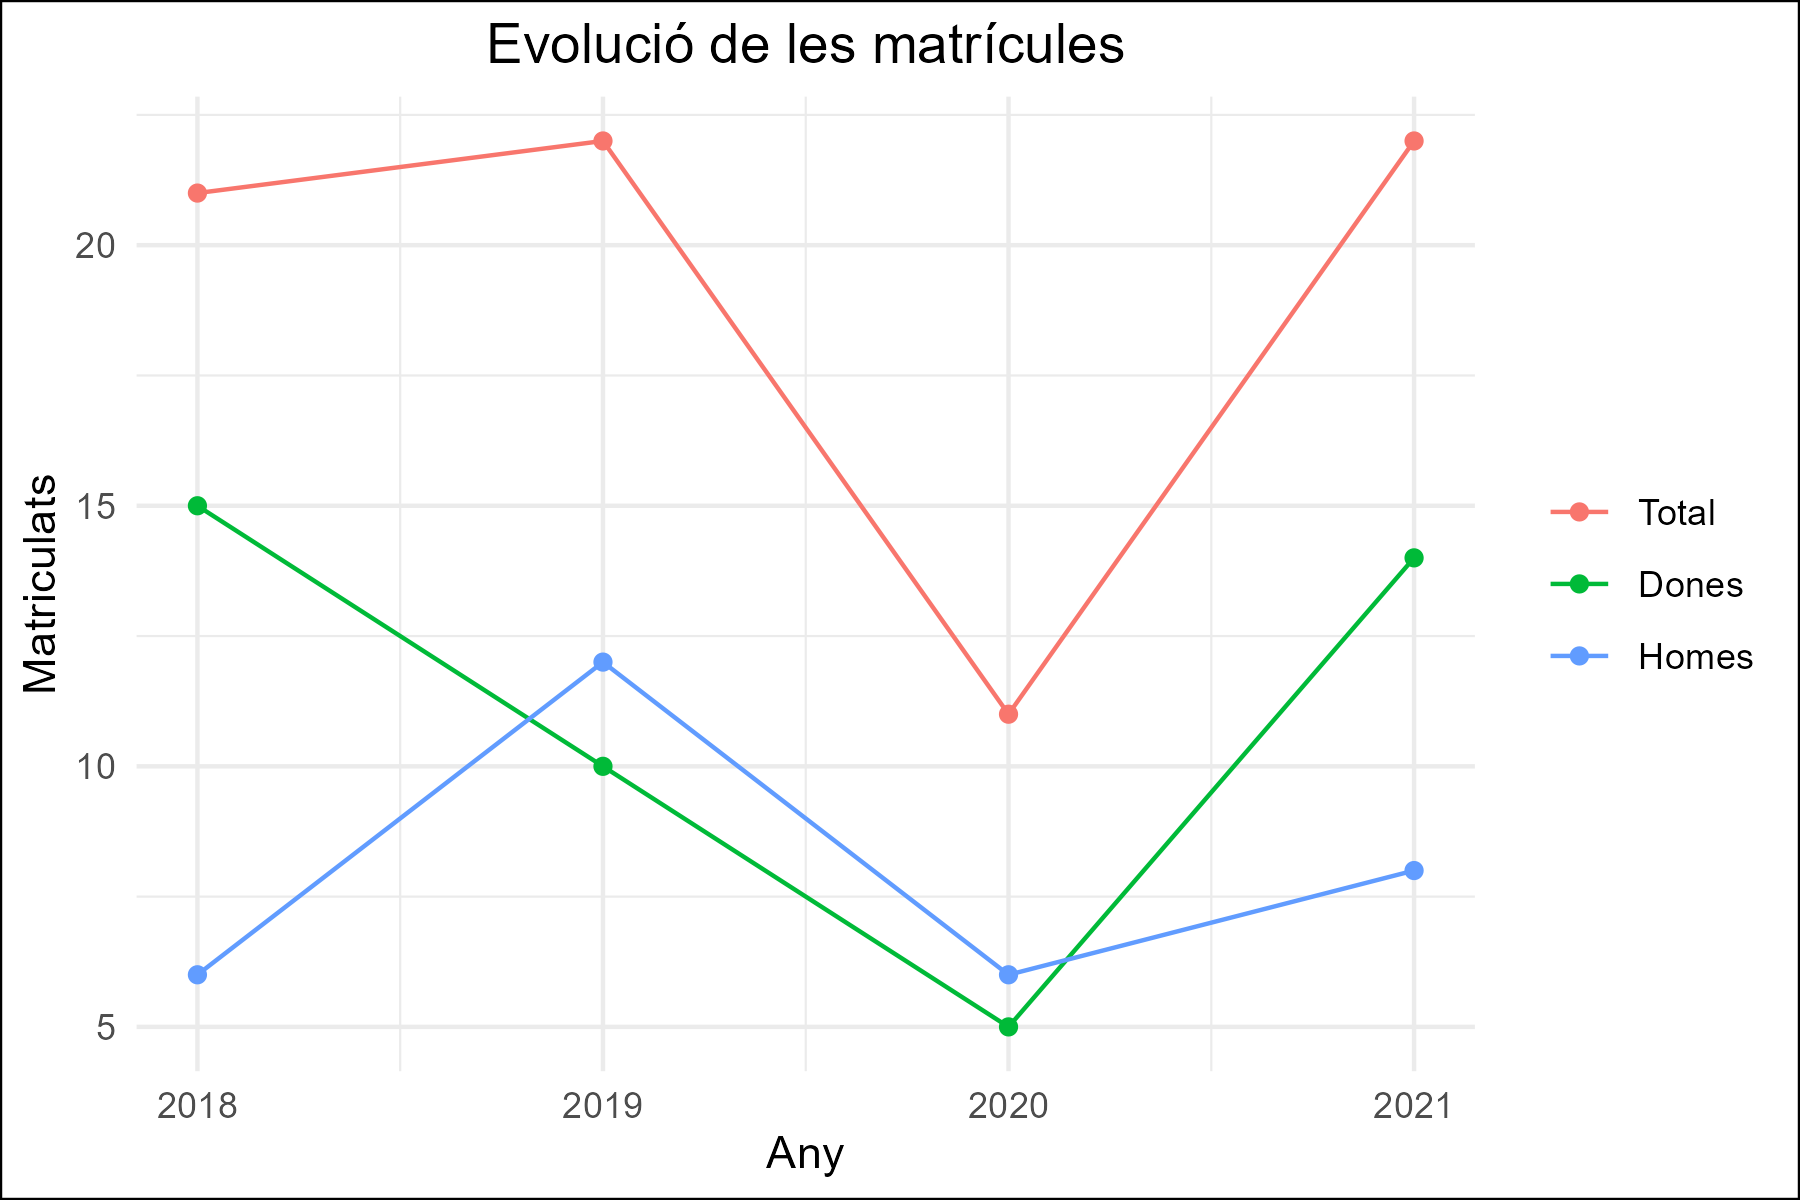 Evolució de les matrícules
Matriculats
20
15
10
5
2018
2019
2020
2021
Any
Total
Dones
Homes